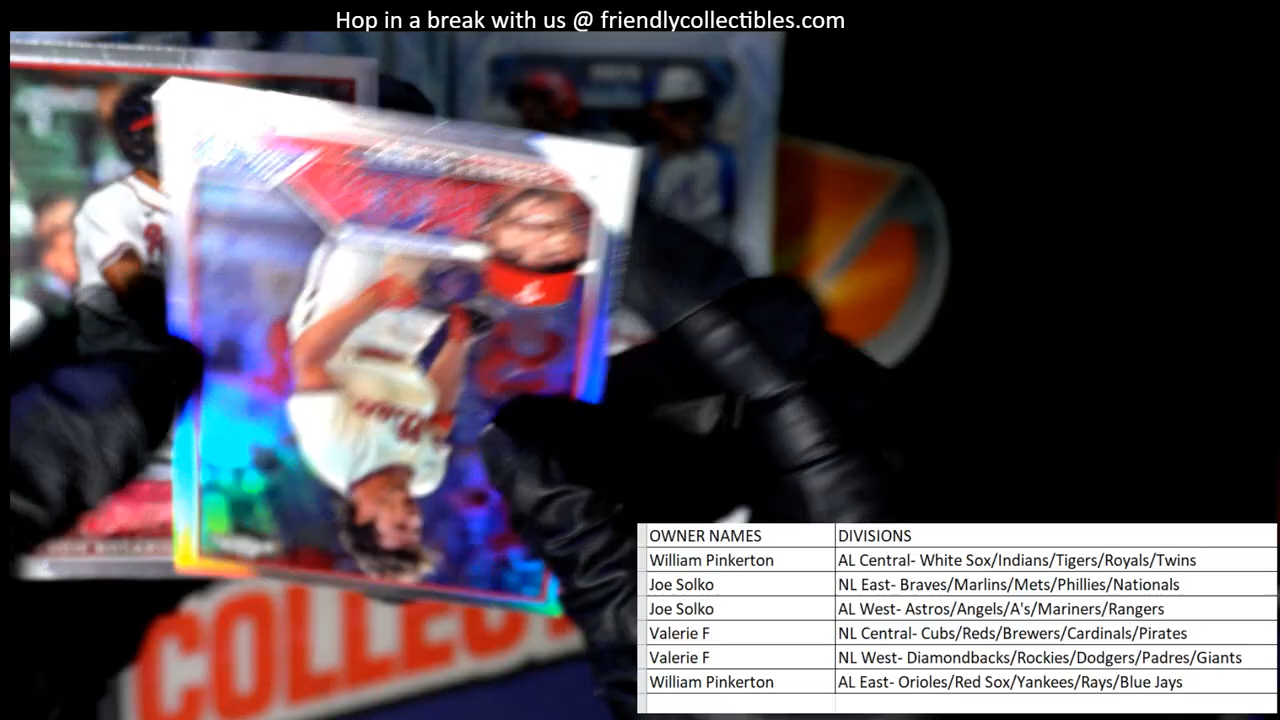 Hop in a break with us @ friendlycollectibles.com
COLLECT
OWNER NAMES DIVISIONS
William Pinkerton AL Central- White Sox/Indians/Tigers/Royals/Twins
Joe Solko NL East- Braves/Marlins/Mets/Phillies/Nationals
Joe Solko AL West- Astros/Angels/A's/Mariners/Rangers
Valerie F NL Central- Cubs/Reds/Brewers/Cardinals/Pirates
Valerie F NL West- Diamondbacks/Rockies/Dodgers/Padres/Giants
William Pinkerton AL East- Orioles/Red Sox/Yankees/Rays/Blue Jays